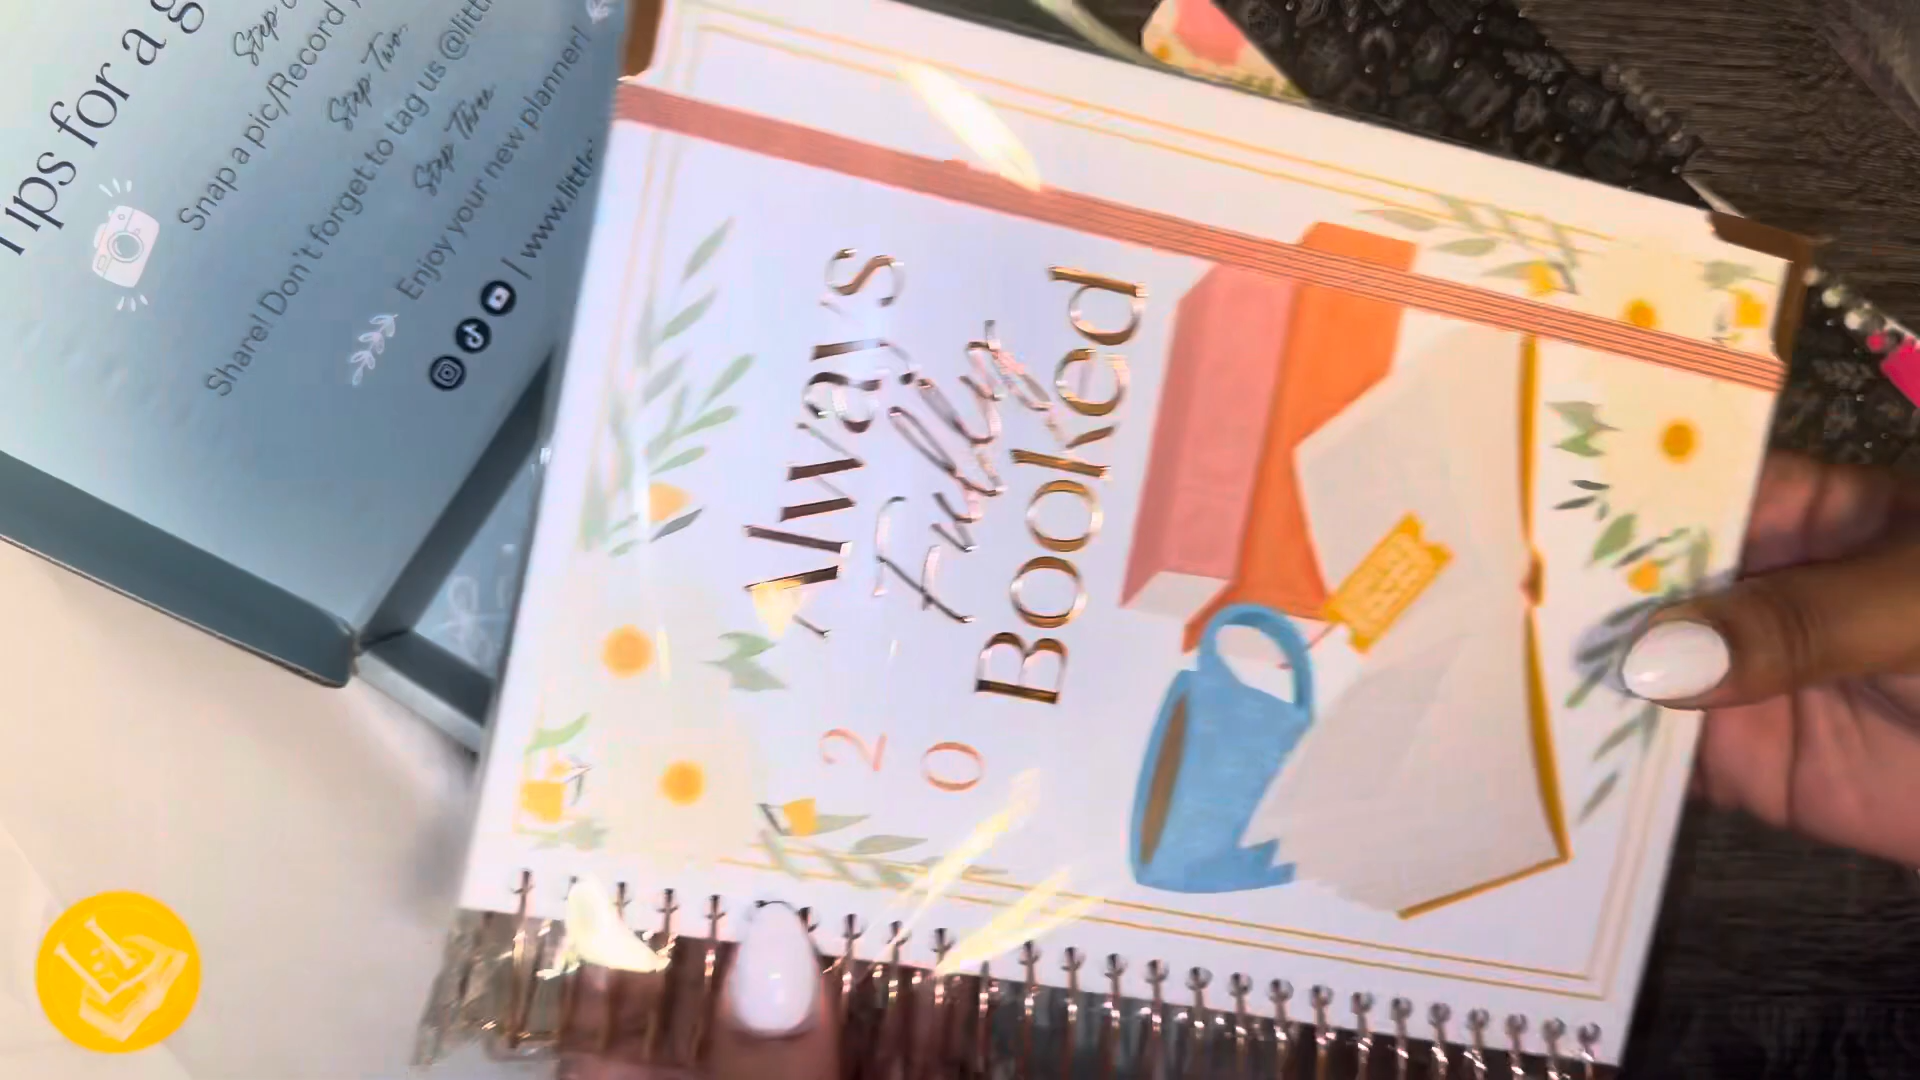 Tips for a g
Step
Snap a pic/Record
Step Two:
Share! Don't forget to tag us @littl
Step Three:
Enjoy your new planner!
| www.little
Always
Fully
Booked
2
0